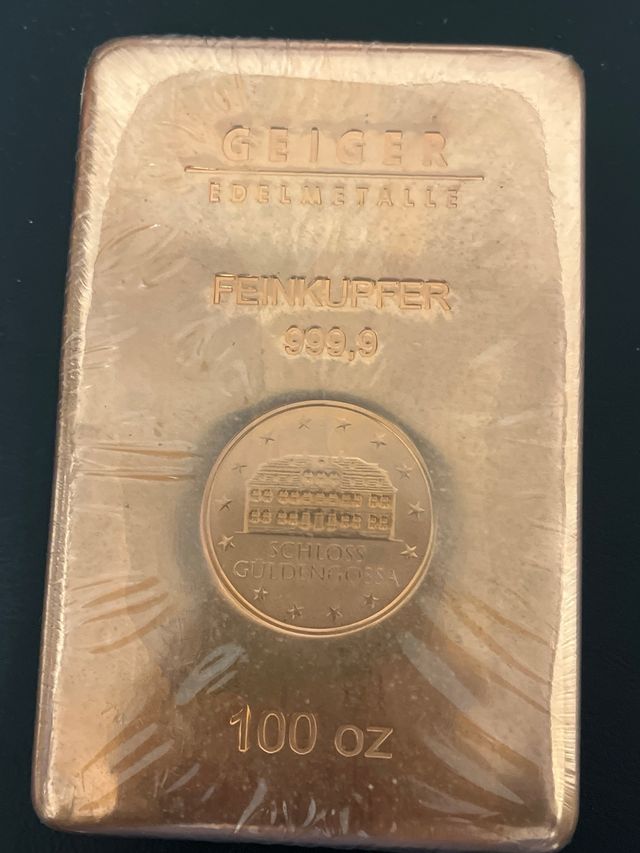 GEIGER
EDELMETALLE
FEINKUPFER
999,9
SCHLOSS
GÜLDENGOSSA
100 oz